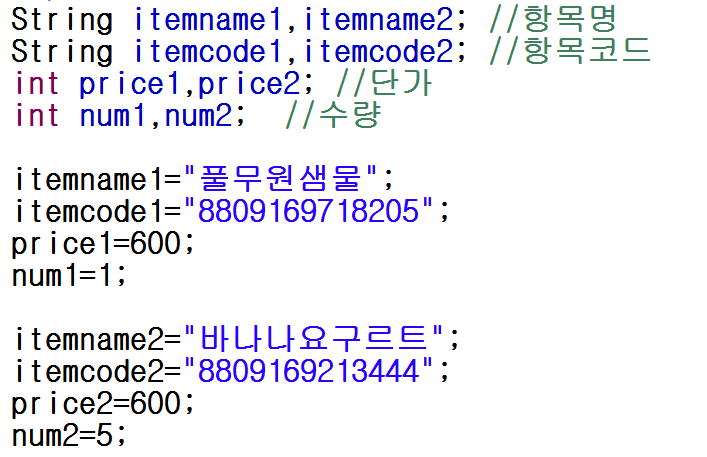 String itemname1,itemname2; //항목명
String itemcode1,itemcode2; //항목코드
int price1,price2; //단가
int num1,num2;  //수량
itemname1="풀무원샘물";
itemcode1="8809169718205";
price1=600;
num1=1;
itemname2="바나나요구르트";
itemcode2="8809169213444";
price2=600;
num2=5;